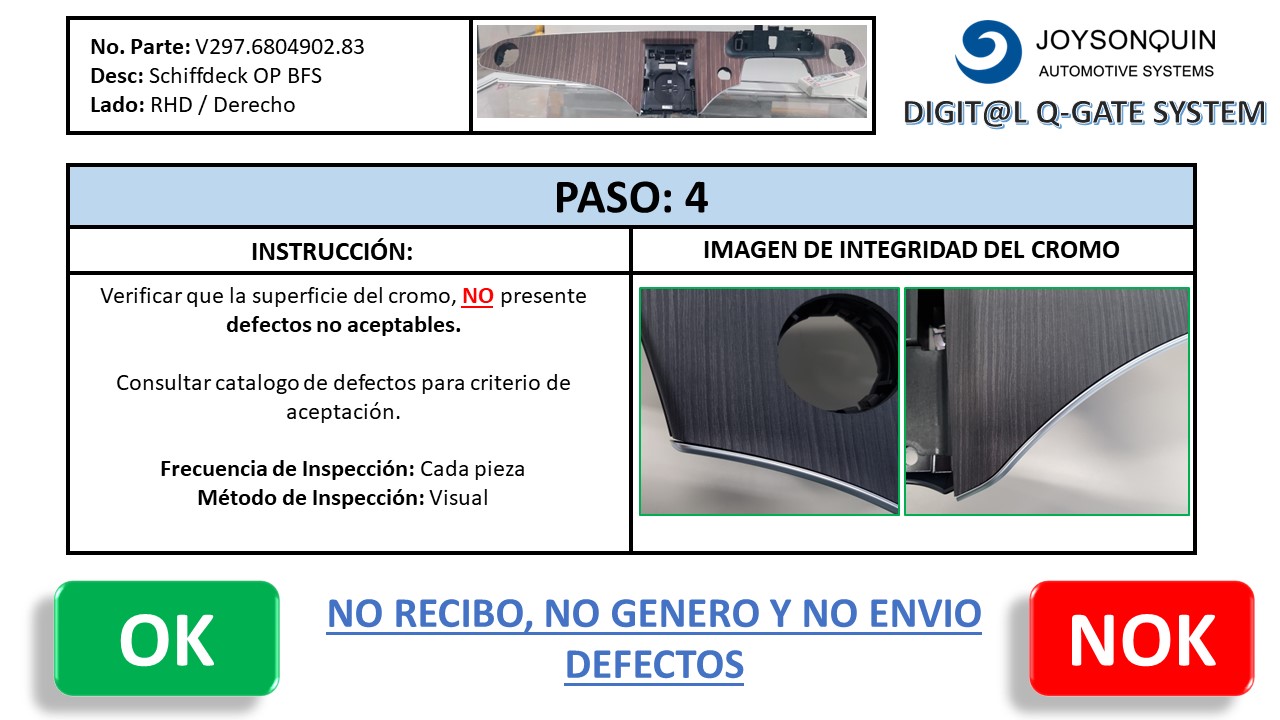 No. Parte: V297.6804902.83
Desc: Schiffdeck OP BFS
Lado: RHD / Derecho
JOYSONQUIN
AUTOMOTIVE SYSTEMS
DIGIT@L Q-GATE SYSTEM
PASO: 4
INSTRUCCIÓN:
IMAGEN DE INTEGRIDAD DEL CROMO
Verificar que la superficie del cromo, NO presente
defectos no aceptables.
Consultar catalogo de defectos para criterio de
aceptación.
Frecuencia de Inspección: Cada pieza
Método de Inspección: Visual
OK
NO RECIBO, NO GENERO Y NO ENVIO
DEFECTOS
NOK